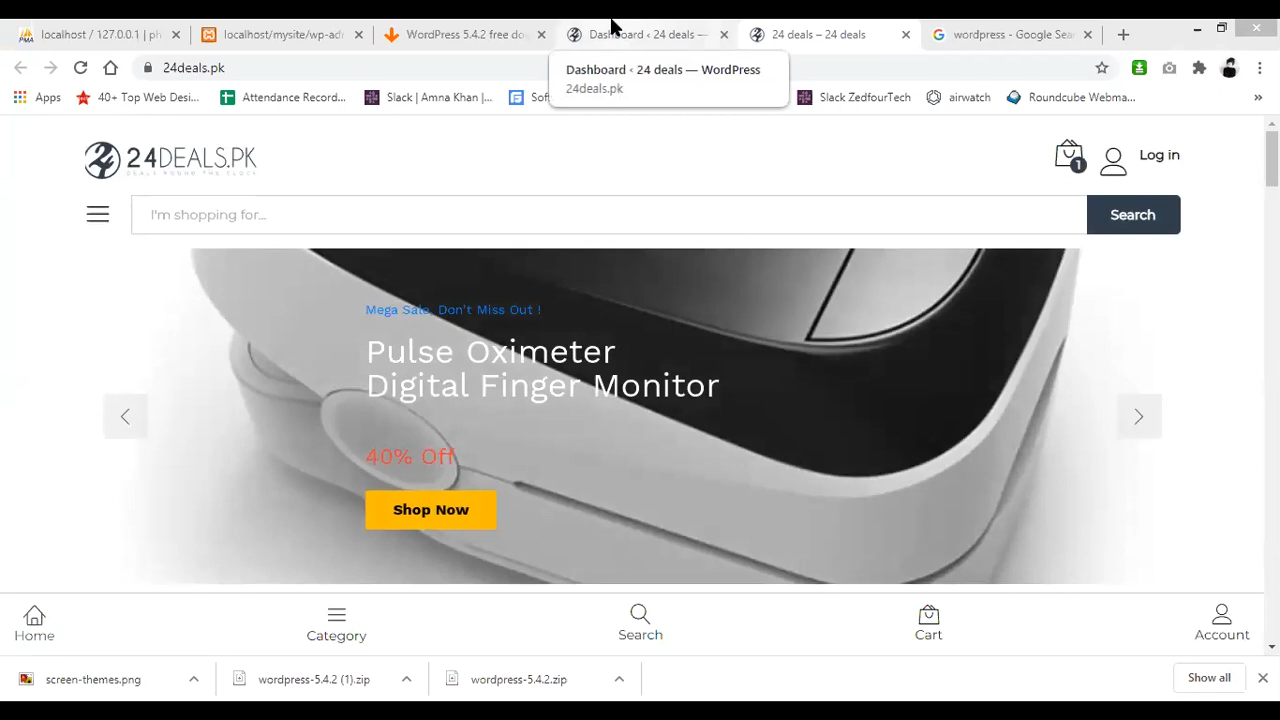 localhost / 127.0.0.1 | ph
localhost/mysite/wp-adr
WordPress 5.4.2 free d
Dashboard ‹ 24 deals —
24 deals – 24 deals
wordpress - Google Sea
24deals.pk
Dashboard ‹ 24 deals — WordPress
24deals.pk
Apps
40+ Top Web Desi...
Attendance Record...
Slack | Amna Khan |...
Sof
Slack ZedfourTech
airwatch
Roundcube Webma...
24DEALS.PK
DEALS ROUND THE CLOCK
1
Log in
I'm shopping for...
Search
Mega Sale, Don't Miss Out !
Pulse Oximeter
Digital Finger Monitor
40% Off
Shop Now
Home
Category
Search
Cart
Account
screen-themes.png
wordpress-5.4.2 (1).zip
wordpress-5.4.2.zip
Show all